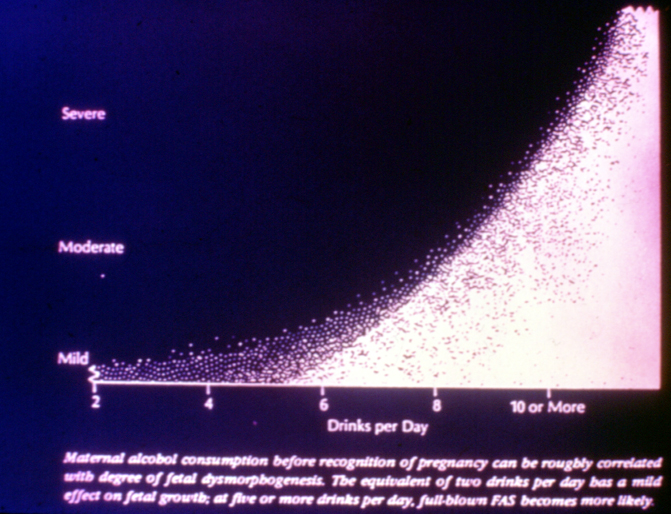 Severe
Moderate
Mild
2 4 6 8 10 or More
Drinks per Day
Maternal alcohol consumption before recognition of pregnancy can be roughly correlated
with degree of fetal dysmorphogenesis. The equivalent of two drinks per day has a mild
effect on fetal growth; at five or more drinks per day, full-blown FAS becomes more likely.